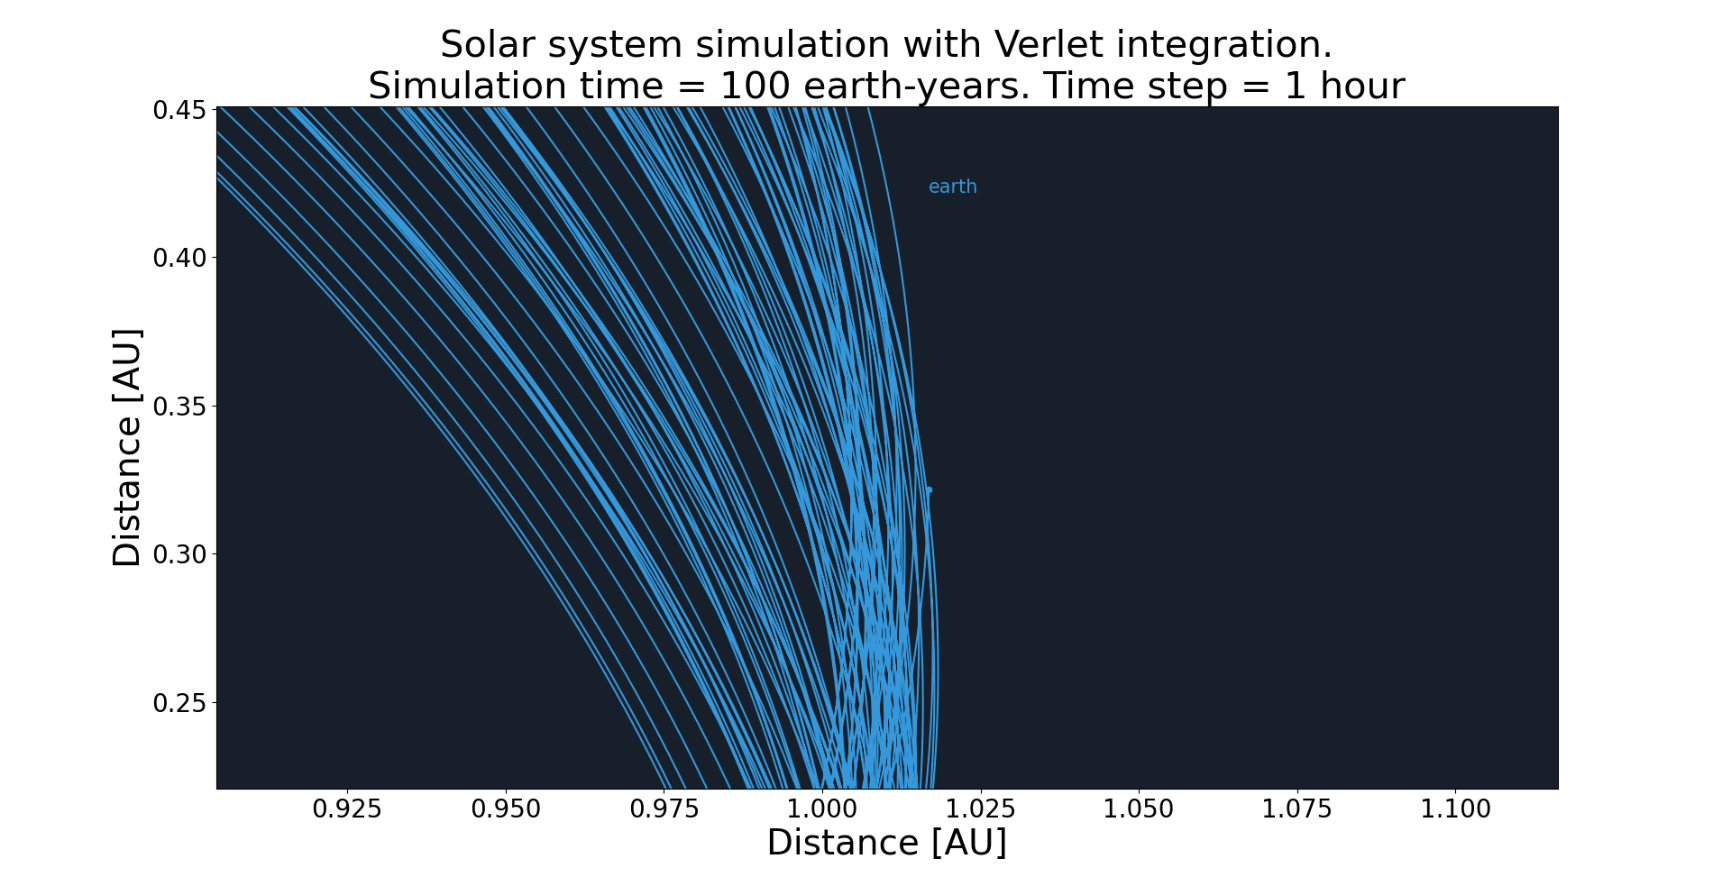 Solar system simulation with Verlet integration.
Simulation time = 100 earth-years. Time step = 1 hour
0.45
earth
0.40
0.35
0.30
0.25
Distance [AU]
0.925 0.950 0.975 1.000 1.025 1.050 1.075 1.100
Distance [AU]